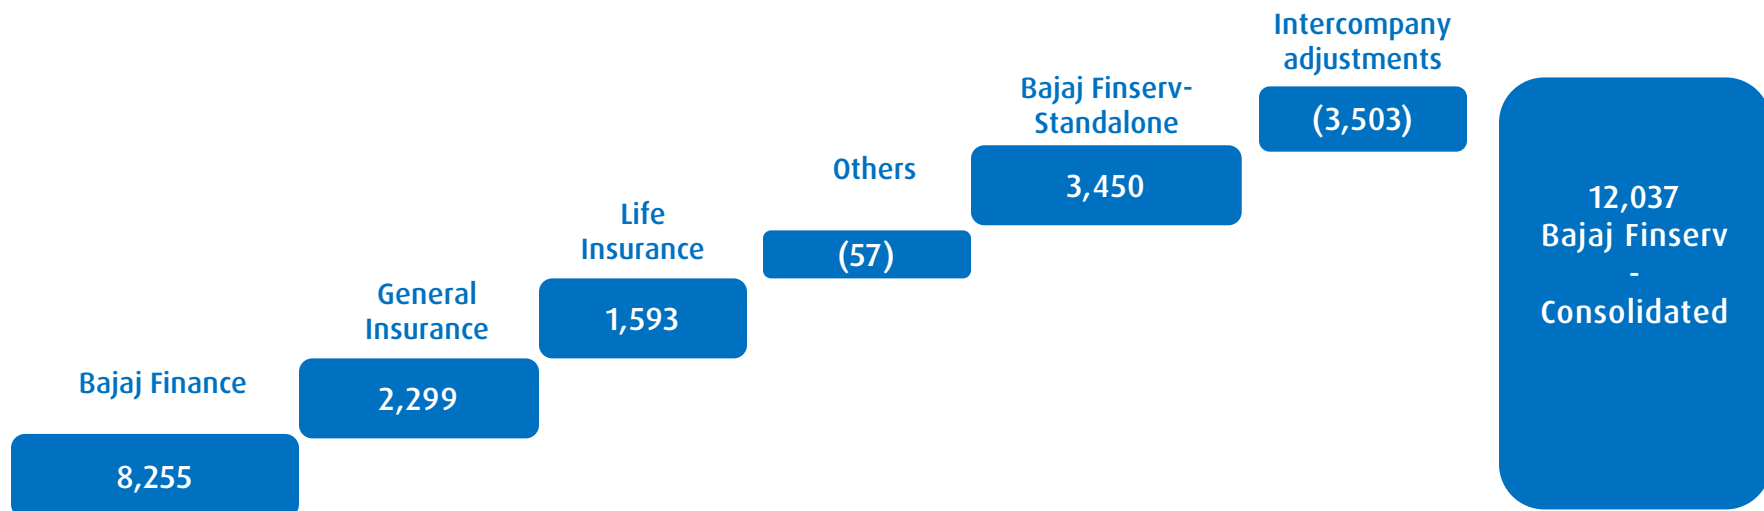 Bajaj Finance
8,255
General
Insurance
2,299
Life
Insurance
1,593
Others
(57)
Bajaj Finserv-
Standalone
3,450
Intercompany
adjustments
(3,503)
12,037
Bajaj Finserv
-
Consolidated